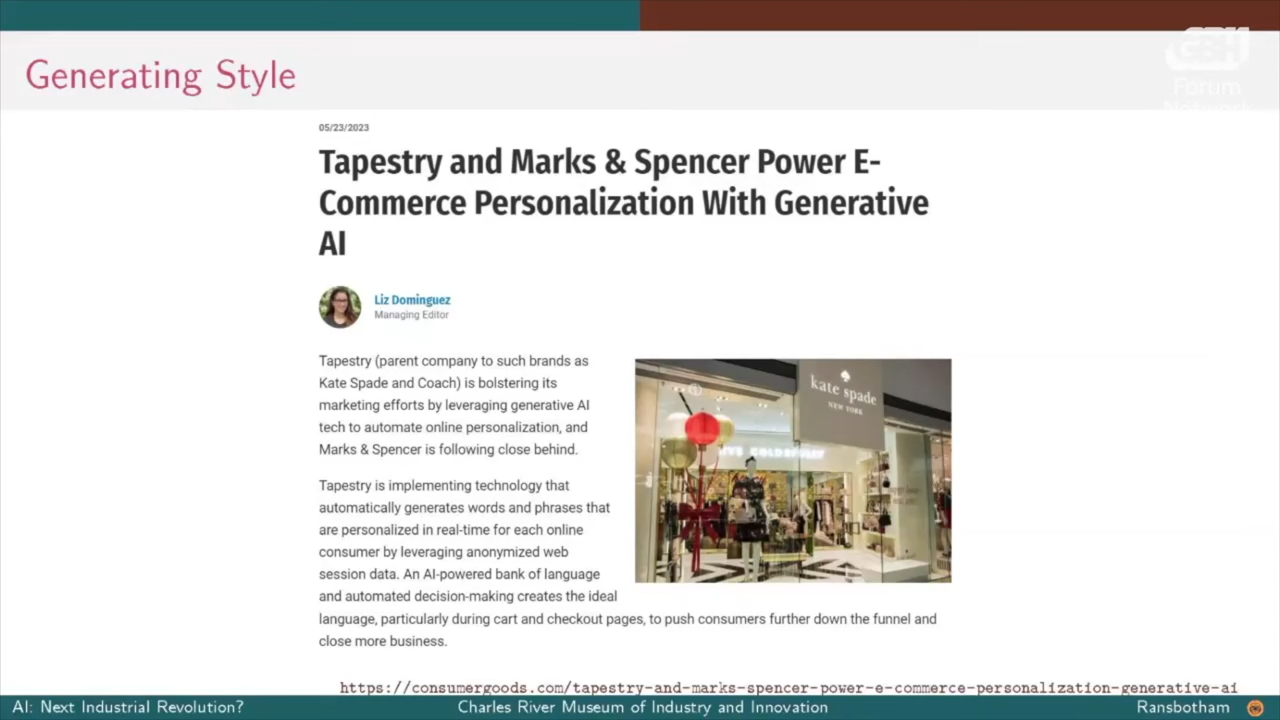 Generating Style
GBH
Forum
Network
05/23/2023
Tapestry and Marks & Spencer Power E-
Commerce Personalization With Generative
AI
Liz Dominguez
Managing Editor
Tapestry (parent company to such brands as
Kate Spade and Coach) is bolstering its
marketing efforts by leveraging generative AI
tech to automate online personalization, and
Marks & Spencer is following close behind.
kate spade
NEW YORK
Tapestry is implementing technology that
automatically generates words and phrases that
are personalized in real-time for each online
consumer by leveraging anonymized web
session data. An AI-powered bank of language
and automated decision-making creates the ideal
language, particularly during cart and checkout pages, to push consumers further down the funnel and
close more business.
https://consumergoods.com/tapestry-and-marks-spencer-power-e-commerce-personalization-generative-ai
AI: Next Industrial Revolution?
Charles River Museum of Industry and Innovation
Ransbotham